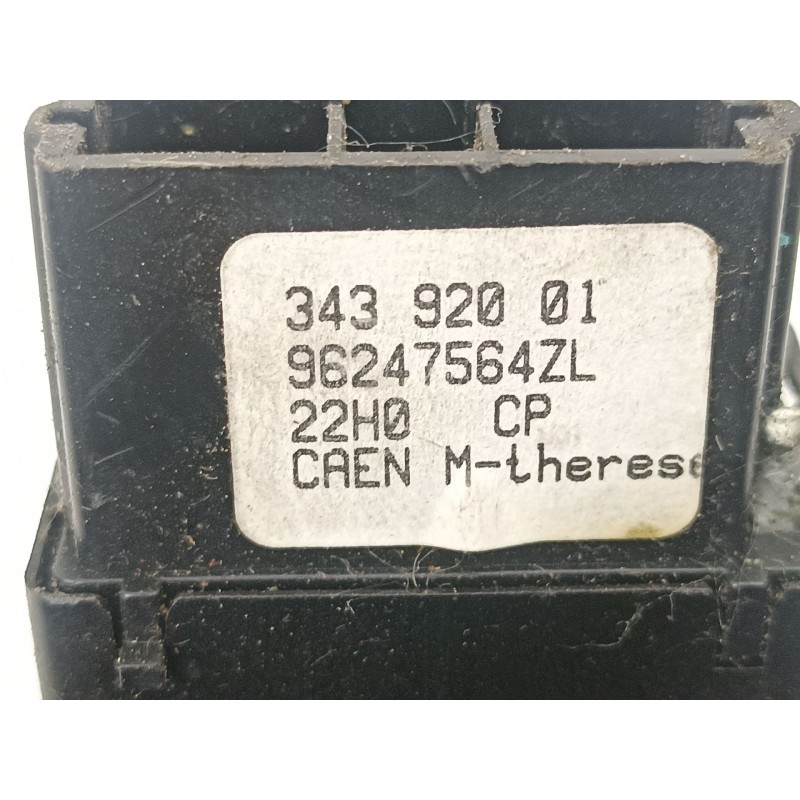 343 920 01
96247564ZL
22H0 CP
CAEN M-therese